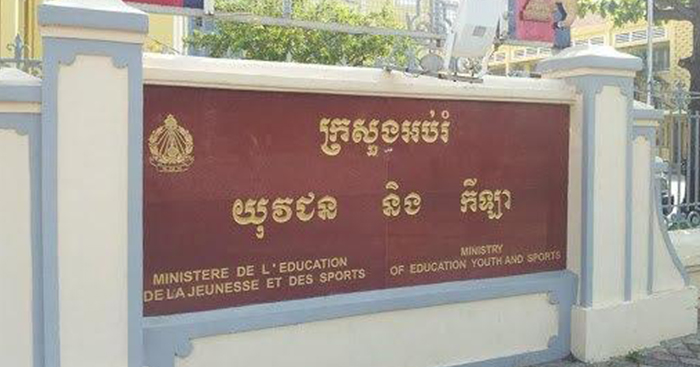 ក្រសួងអប់រំ
យុវជន និង កីឡា
MINISTERE DE L'EDUCATION
DE LA JEUNESSE ET DES SPORTS
MINISTRY
OF EDUCATION YOUTH AND SPORTS